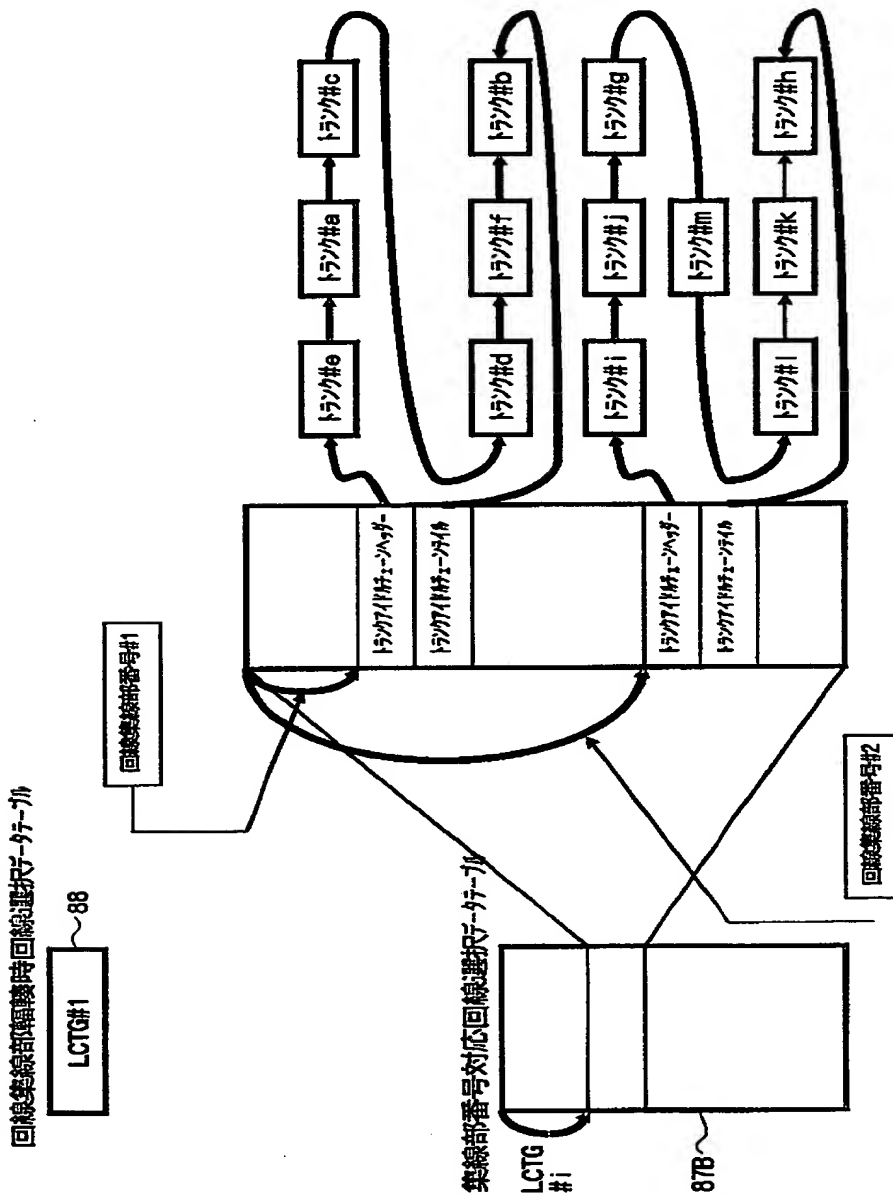 回線集線部輻輳時回線選択データテーブル
LCTG#1
88
回線集線部番号#1
集線部番号対応回線選択データテーブル
LCTG
#i
87B
回線集線部番号#2
トランクアイドルチェーンヘッダー
トランクアイドルチェーンテイル
トランクアイドルチェーンヘッダー
トランクアイドルチェーンテイル
トランク#e
トランク#a
トランク#c
トランク#d
トランク#f
トランク#b
トランク#i
トランク#j
トランク#g
トランク#m
トランク#l
トランク#k
トランク#h